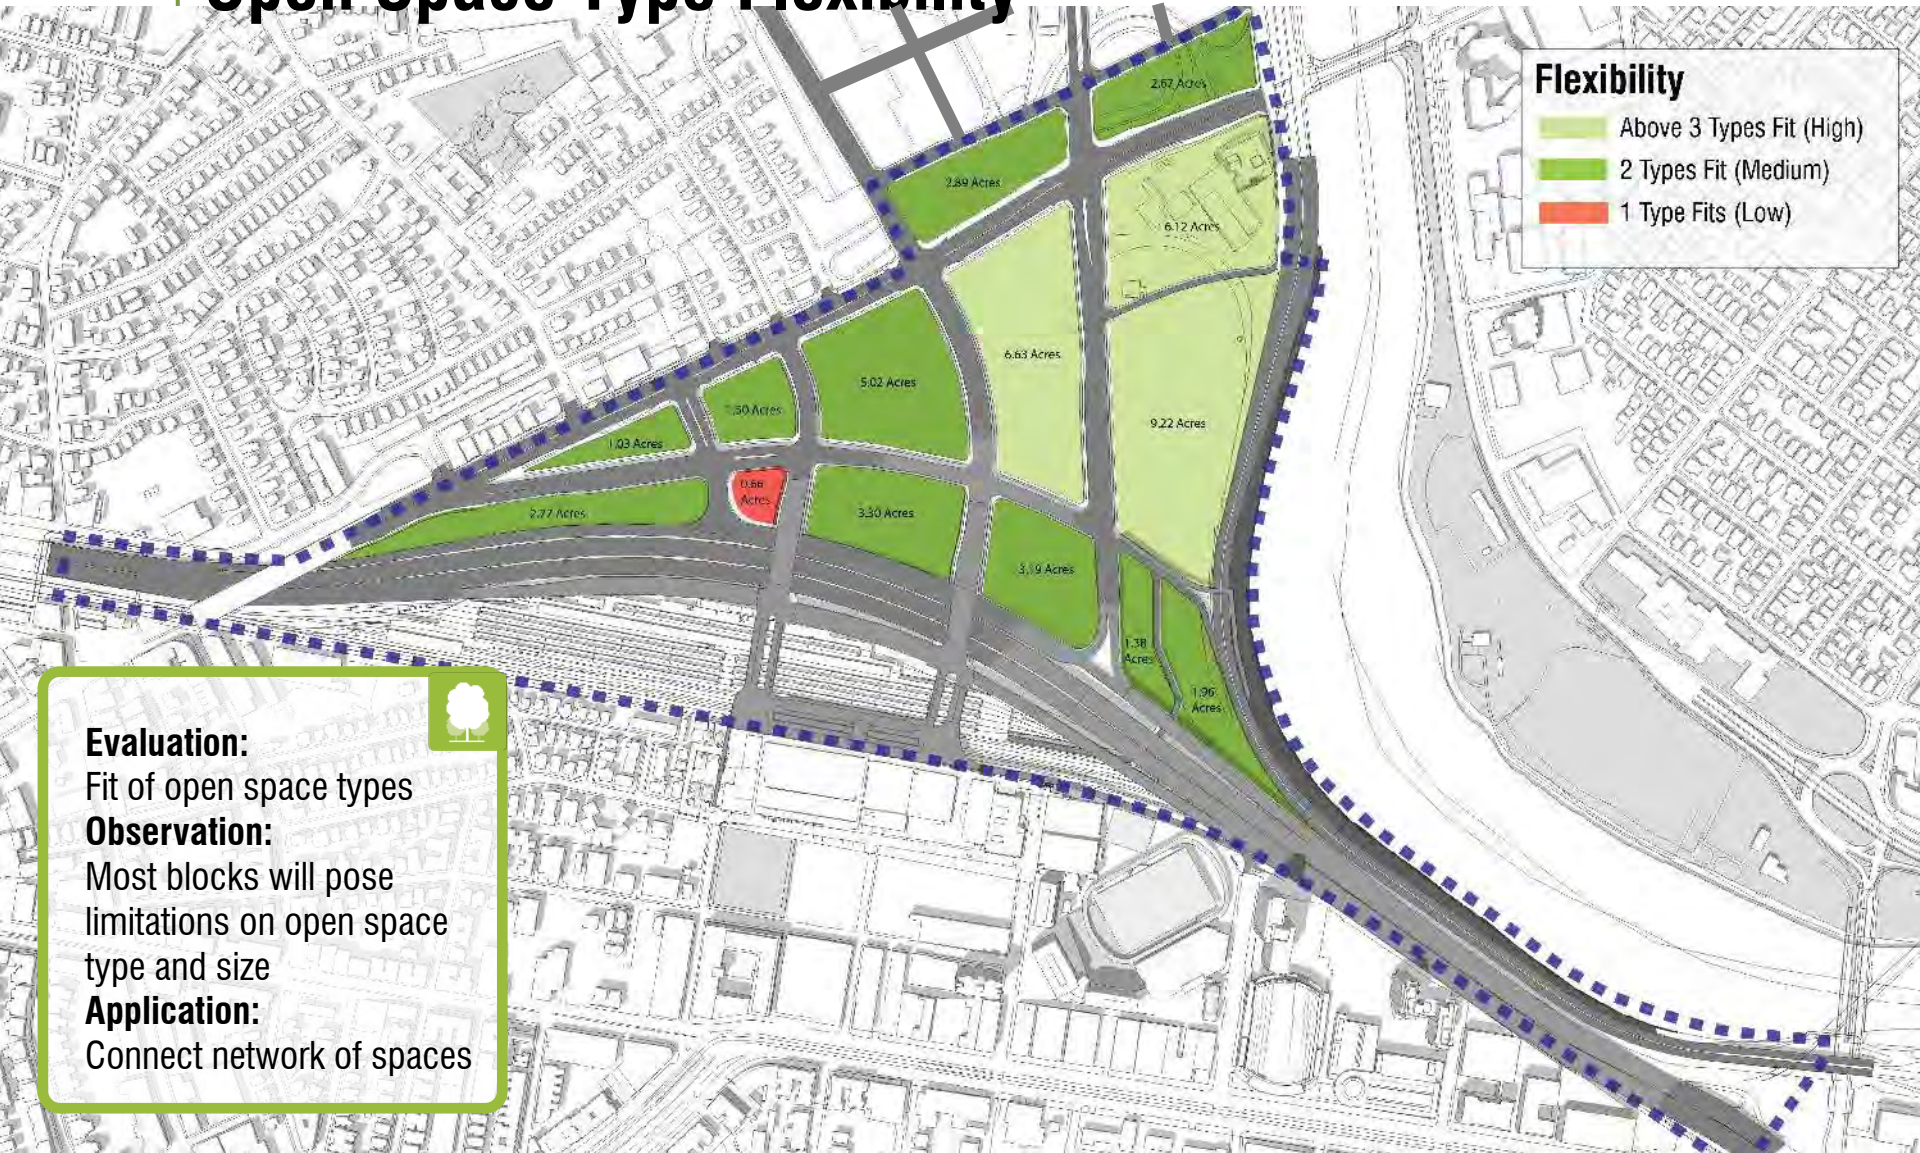 Open Space Type Flexibility
Flexibility
Above 3 Types Fit (High)
2 Types Fit (Medium)
1 Type Fits (Low)
2.67 Acres
2.89 Acres
6.12 Acres
6.63 Acres
5.02 Acres
1.50 Acres
9.22 Acres
1.03 Acres
0.66
Acres
2.77 Acres
3.30 Acres
3.19 Acres
1.38
Acres
1.96
Acres
Evaluation:
Fit of open space types
Observation:
Most blocks will pose
limitations on open space
type and size
Application:
Connect network of spaces